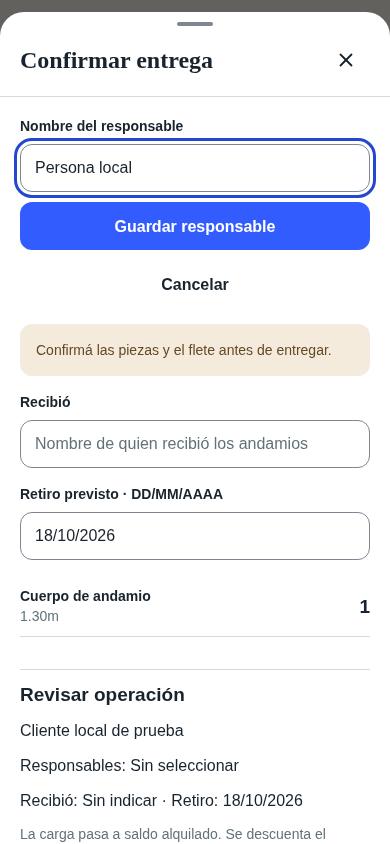 Confirmar entrega
Nombre del responsable
Persona local
Guardar responsable
Cancelar
Confirmá las piezas y el flete antes de entregar.
Recibió
Nombre de quien recibió los andamios
Retiro previsto · DD/MM/AAAA
18/10/2026
Cuerpo de andamio
1
1.30m
Revisar operación
Cliente local de prueba
Responsables: Sin seleccionar
Recibió: Sin indicar · Retiro: 18/10/2026
La carga pasa a saldo alquilado. Se descuenta el